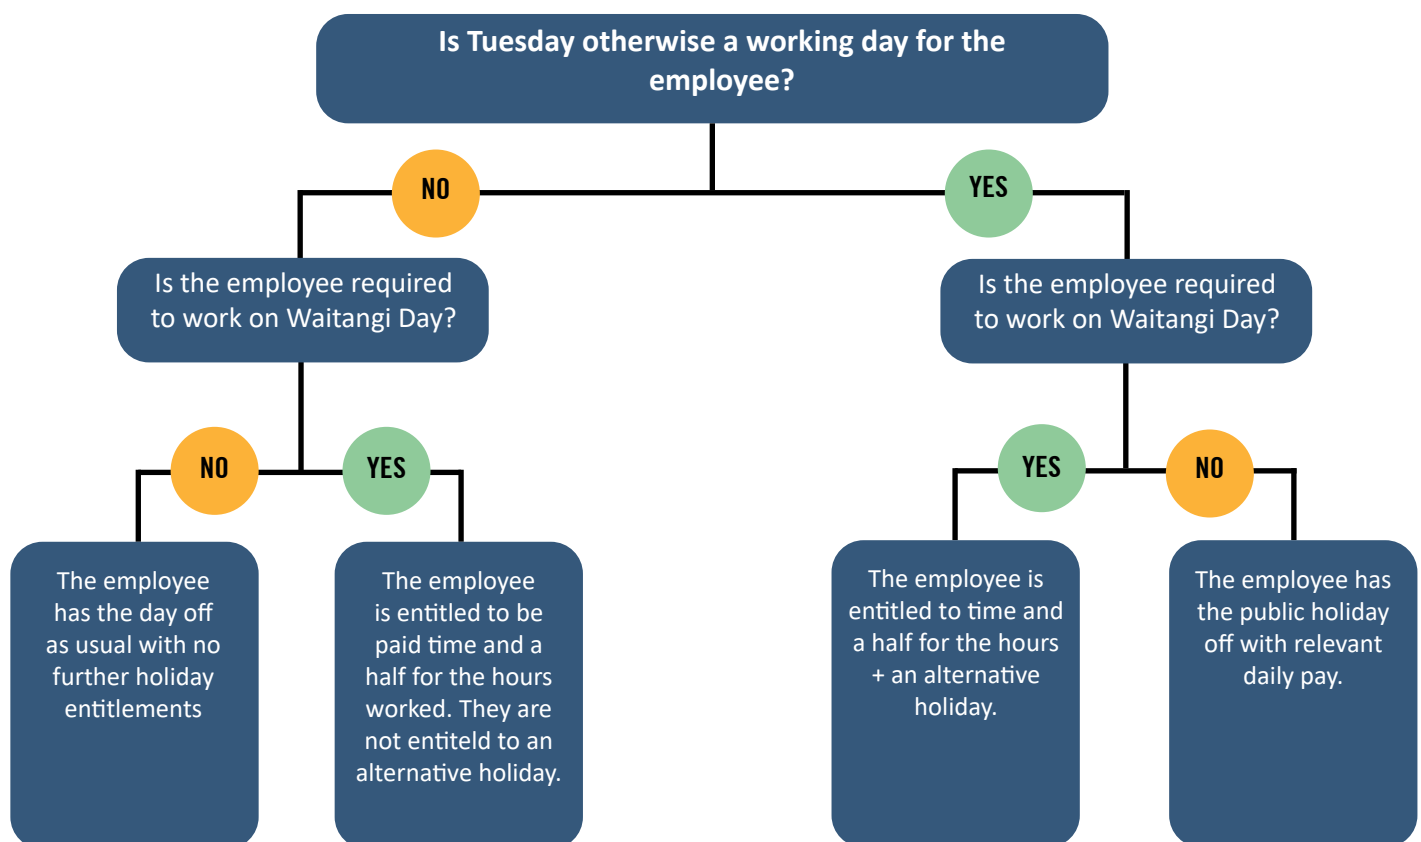 Is Tuesday otherwise a working day for the
employee?
NO
YES
Is the employee required
to work on Waitangi Day?
Is the employee required
to work on Waitangi Day?
NO
YES
YES
NO
The employee
has the day off
as usual with no
further holiday
entitlements
The employee
is entitled to be
paid time and a
half for the hours
worked. They are
not entiteld to an
alternative holiday.
The employee is
entitled to time and
a half for the hours
+ an alternative
holiday.
The employee has
the public holiday
off with relevant
daily pay.